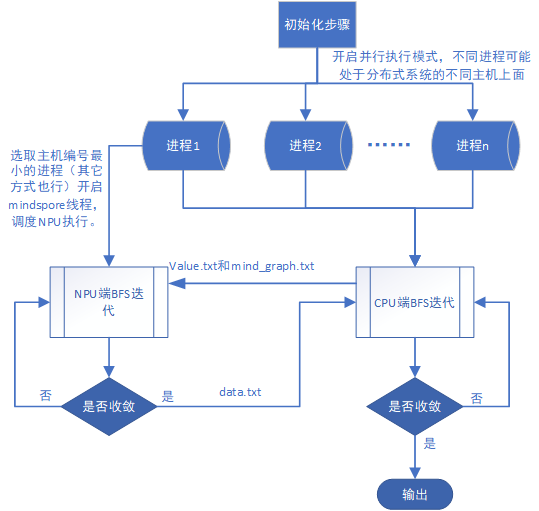 初始化步骤
开启并行执行模式，不同进程可能
处于分布式系统的不同主机上面
进程1
进程2
······
进程n
选取主机编号最
小的进程（其它
方式也行）开启
mindspore线程，
调度NPU执行。
Value.txt和mind_graph.txt
NPU端BFS迭
代
CPU端BFS迭代
否
是否收敛
是
data.txt
是否收敛
否
是
输出